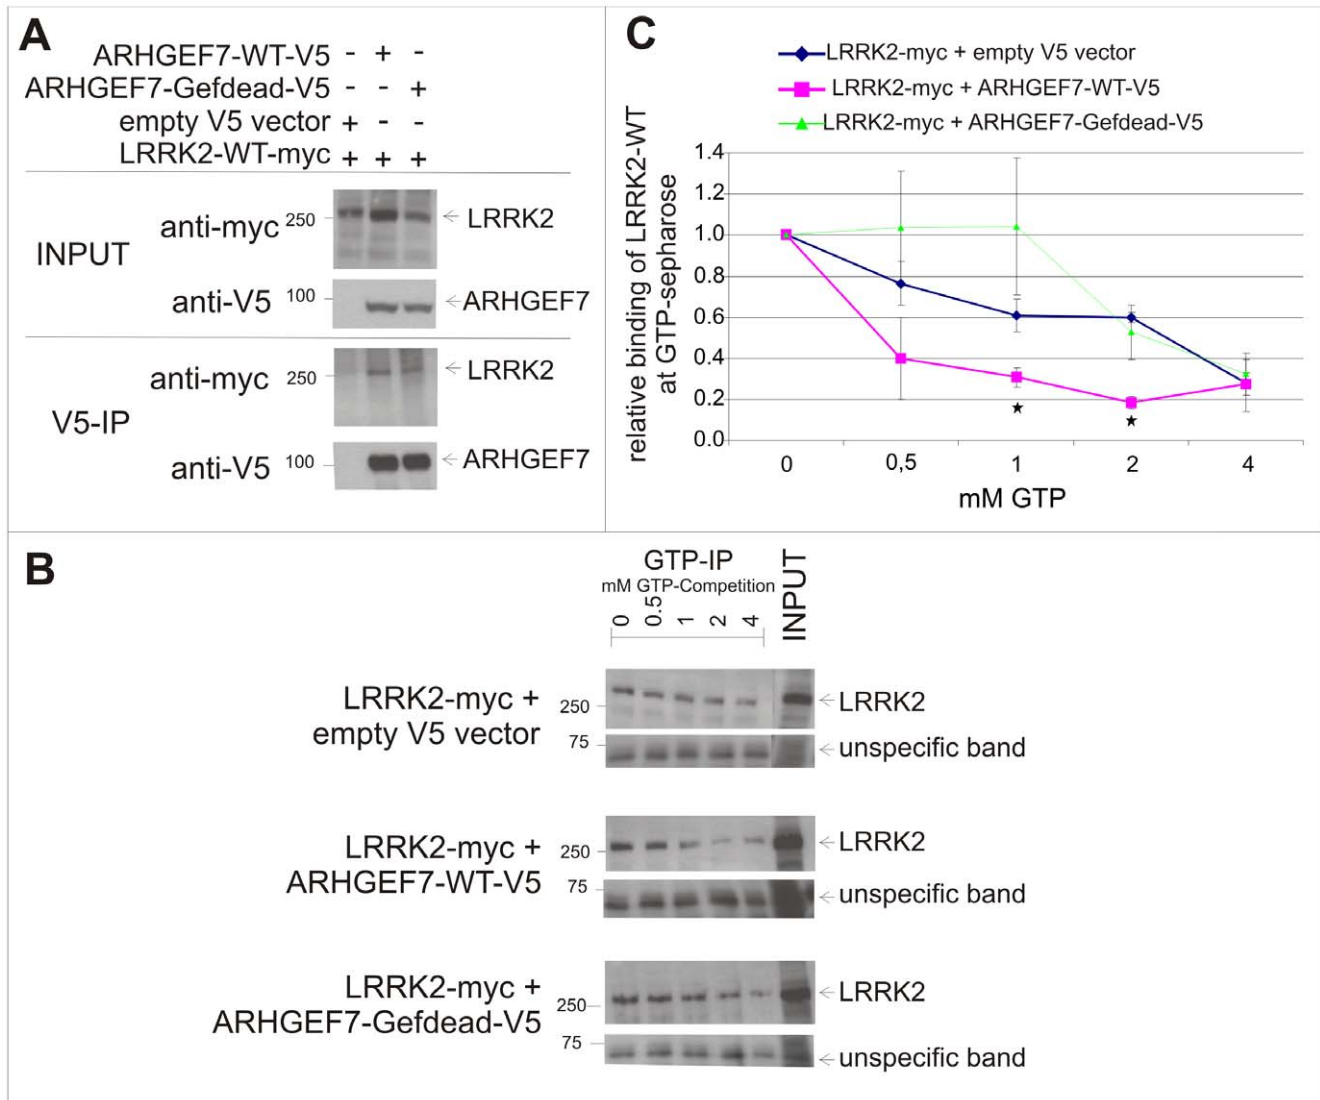 A
ARHGEF7-WT-V5 - + -
ARHGEF7-Gefdead-V5 - - +
empty V5 vector + - -
LRRK2-WT-myc + + +
INPUT
anti-myc 250 LRRK2
anti-V5 100 ARHGEF7
V5-IP
anti-myc 250 LRRK2
anti-V5 100 ARHGEF7
C
LRRK2-myc + empty V5 vector
LRRK2-myc + ARHGEF7-WT-V5
LRRK2-myc + ARHGEF7-Gefdead-V5
relative binding of LRRK2-WT
at GTP-sepharose
1.4
1.2
1.0
0.8
0.6
0.4
0.2
0.0
0 0,5 1 2 4
mM GTP
B
GTP-IP
mM GTP-Competition
0 0.5 1 2 4
INPUT
LRRK2-myc +
empty V5 vector
250 LRRK2
75 unspecific band
LRRK2-myc +
ARHGEF7-WT-V5
250 LRRK2
75 unspecific band
LRRK2-myc +
ARHGEF7-Gefdead-V5
250 LRRK2
75 unspecific band